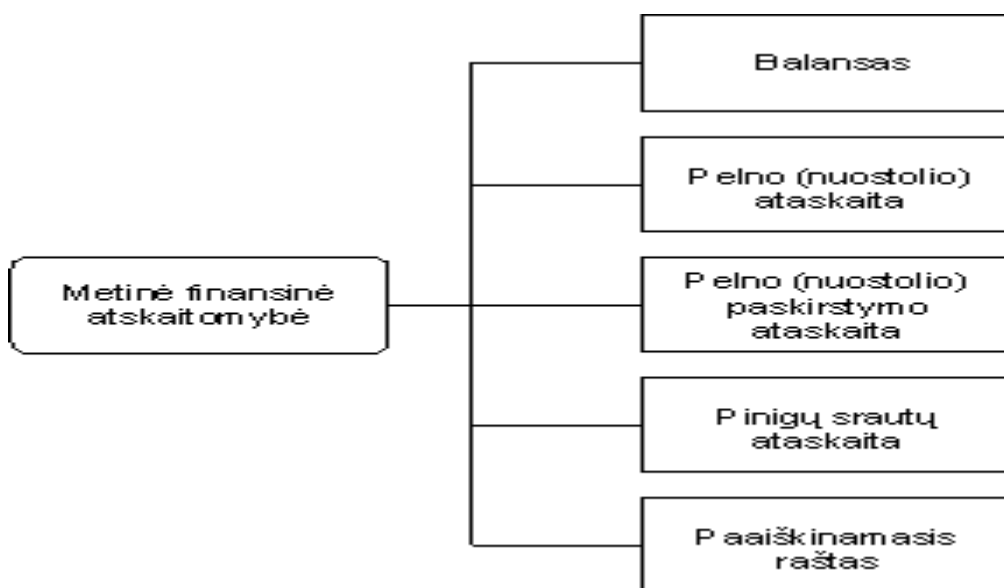 Metinė finansinė
atskaitomybė
Balansas
Pelno (nuostolio)
ataskaita
Pelno (nuostolio)
paskirstymo
ataskaita
Pinigų srautų
ataskaita
Paaiškinamasis
raštas